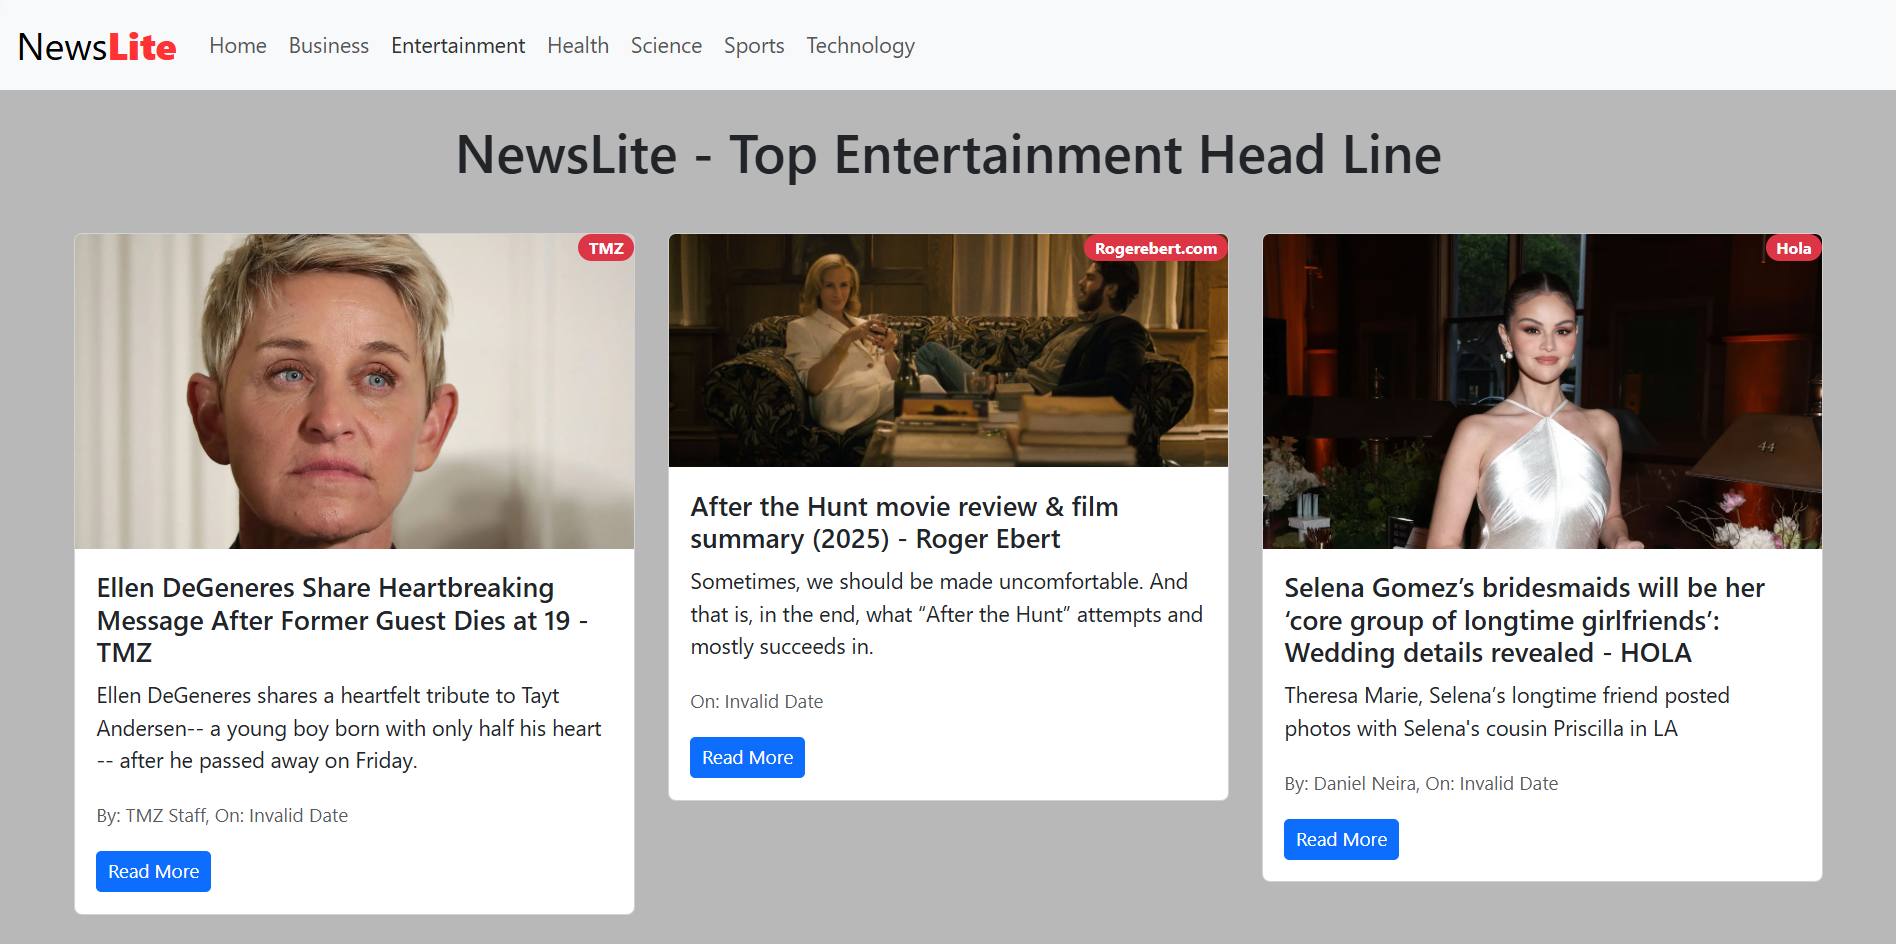 NewsLite Home Business Entertainment Health Science Sports Technology
NewsLite - Top Entertainment Head Line
TMZ
Ellen DeGeneres Share Heartbreaking
Message After Former Guest Dies at 19 -
TMZ
Ellen DeGeneres shares a heartfelt tribute to Tayt
Andersen-- a young boy born with only half his heart
-- after he passed away on Friday.
By: TMZ Staff, On: Invalid Date
Read More
Rogerebert.com
After the Hunt movie review & film
summary (2025) - Roger Ebert
Sometimes, we should be made uncomfortable. And
that is, in the end, what “After the Hunt” attempts and
mostly succeeds in.
On: Invalid Date
Read More
Hola
44
Selena Gomez’s bridesmaids will be her
‘core group of longtime girlfriends’:
Wedding details revealed - HOLA
Theresa Marie, Selena’s longtime friend posted
photos with Selena's cousin Priscilla in LA
By: Daniel Neira, On: Invalid Date
Read More